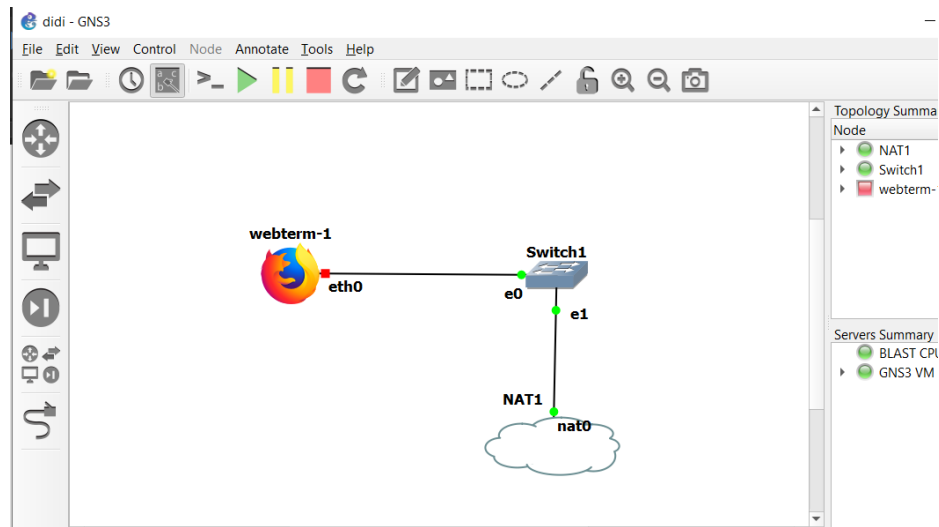 didi - GNS3
File Edit View Control Node Annotate Tools Help
Topology Summa
Node
NAT1
Switch1
webterm-
webterm-1
eth0
Switch1
e0
e1
NAT1
nat0
Servers Summary
BLAST CPU
GNS3 VM